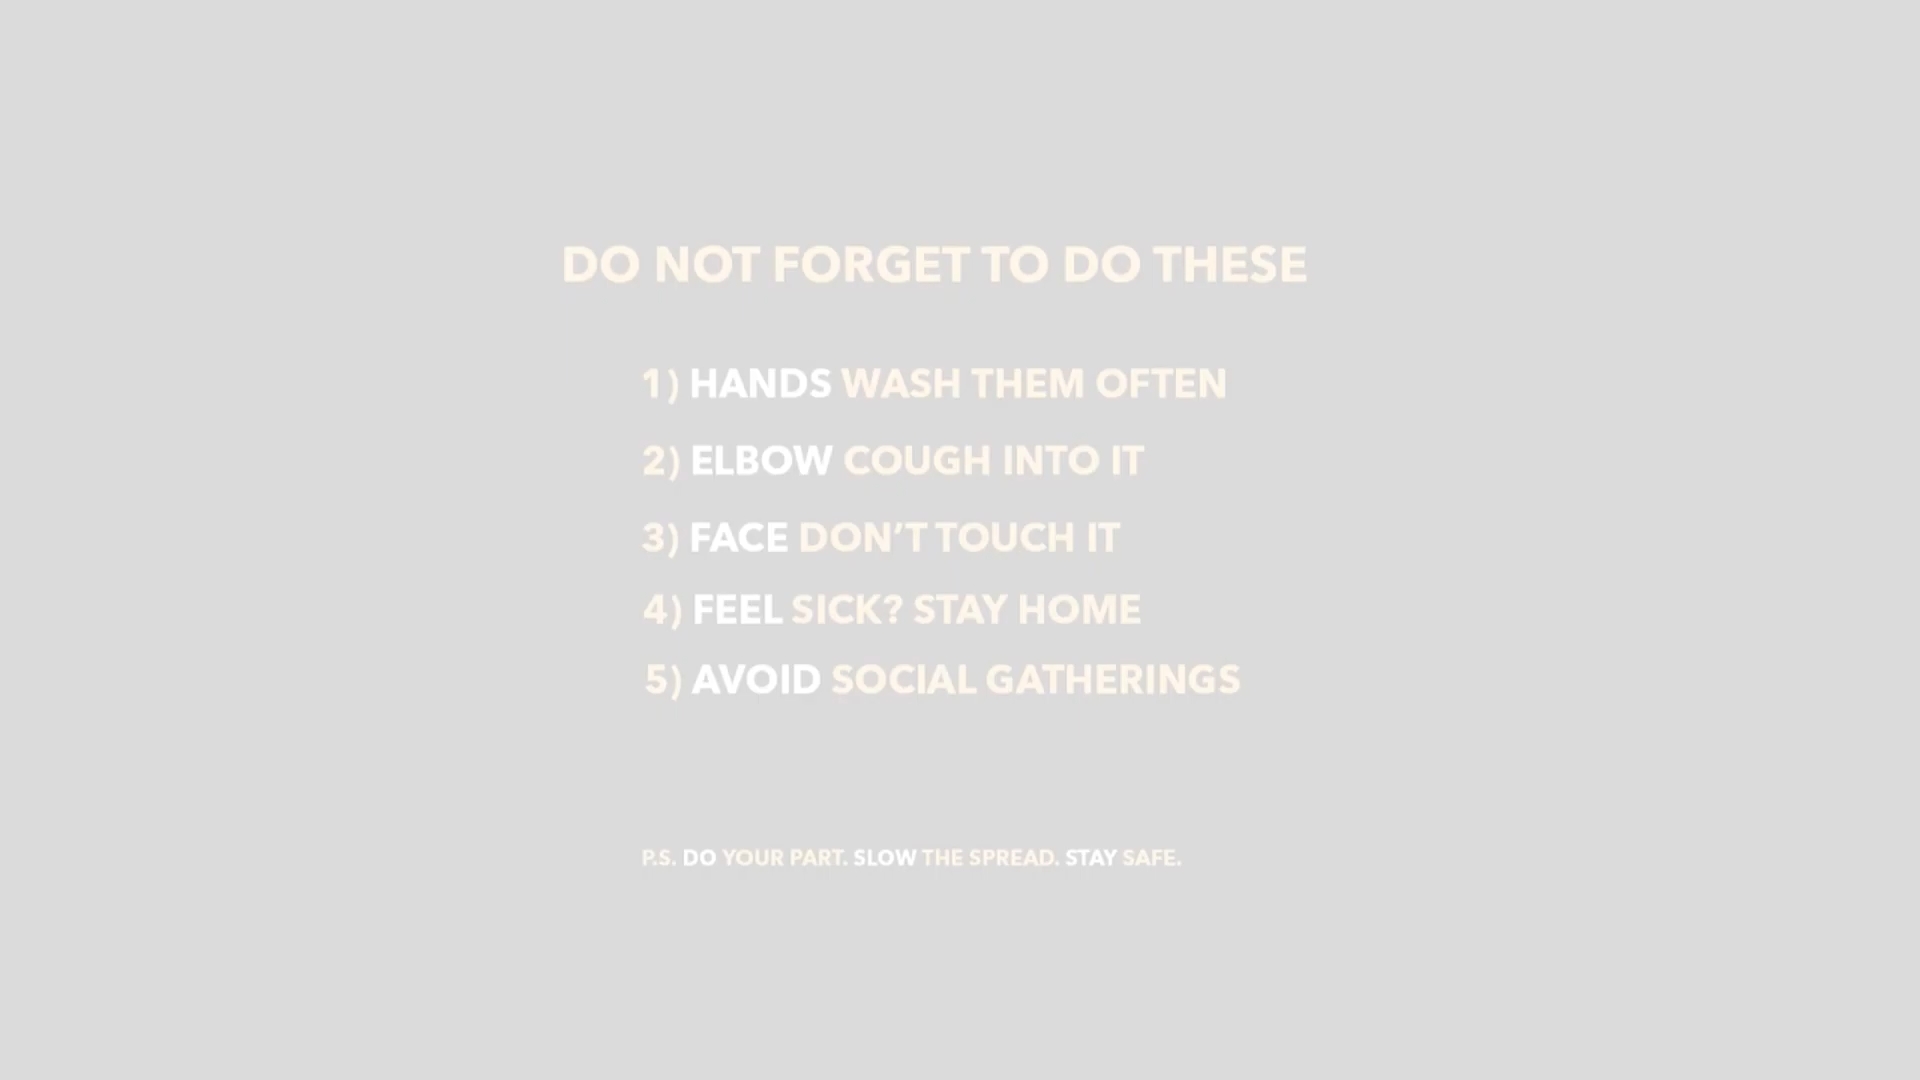 DO NOT FORGET TO DO THESE
1) HANDS WASH THEM OFTEN
2) ELBOW COUGH INTO IT
3) FACE DON’T TOUCH IT
4) FEEL SICK? STAY HOME
5) AVOID SOCIAL GATHERINGS
P.S. DO YOUR PART. SLOW THE SPREAD. STAY SAFE.